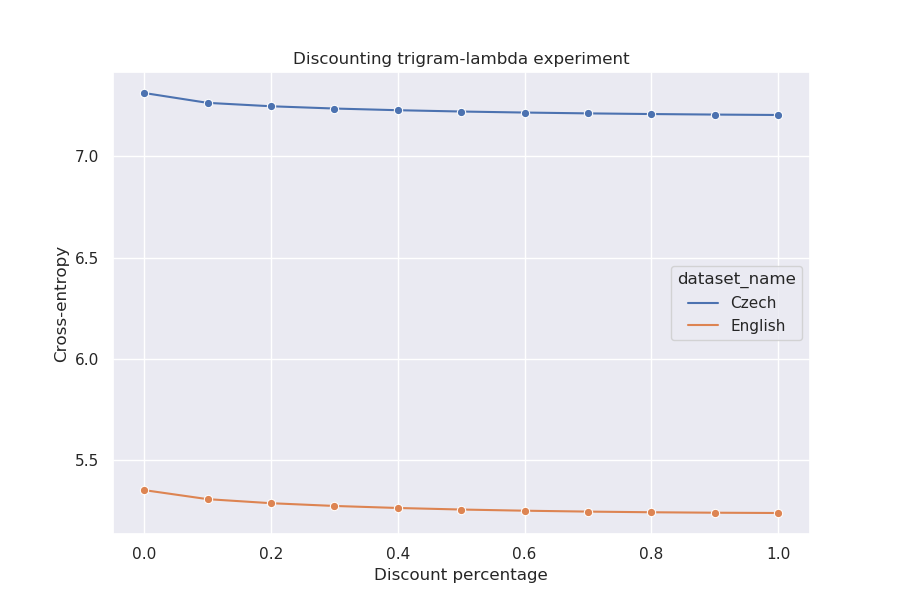 Discounting trigram-lambda experiment
7.0
6.5
6.0
5.5
Cross-entropy
dataset_name
Czech
English
0.0 0.2 0.4 0.6 0.8 1.0
Discount percentage